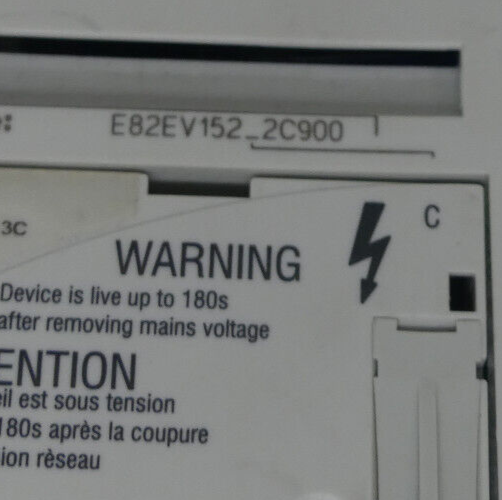 E82EV152_2C900
3C
C
WARNING
Device is live up to 180s
after removing mains voltage
ENTION
eil est sous tension
180s après la coupure
ion rèseau